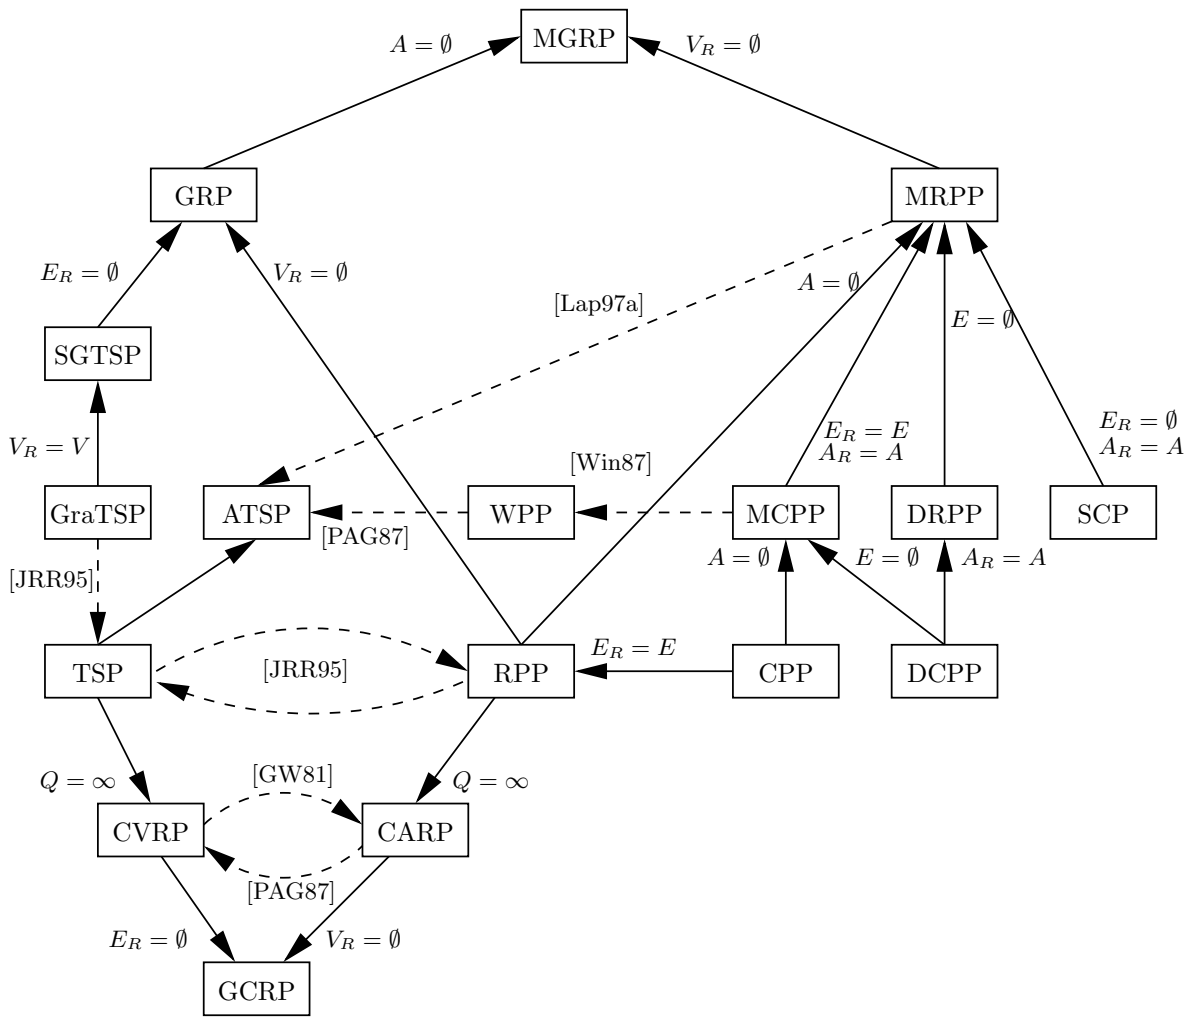 MGRP
A = ∅
V_R = ∅
GRP
MRPP
E_R = ∅
V_R = ∅
A = ∅
[Lap97a]
E = ∅
SGTSP
V_R = V
E_R = E
A_R = A
E_R = ∅
A_R = A
[Win87]
GraTSP
ATSP
WPP
MCPP
DRPP
SCP
[PAG87]
A = ∅
E = ∅
A_R = A
[JRR95]
TSP
[JRR95]
RPP
E_R = E
CPP
DCPP
Q = ∞
[GW81]
Q = ∞
CVRP
CARP
[PAG87]
E_R = ∅
V_R = ∅
GCRP